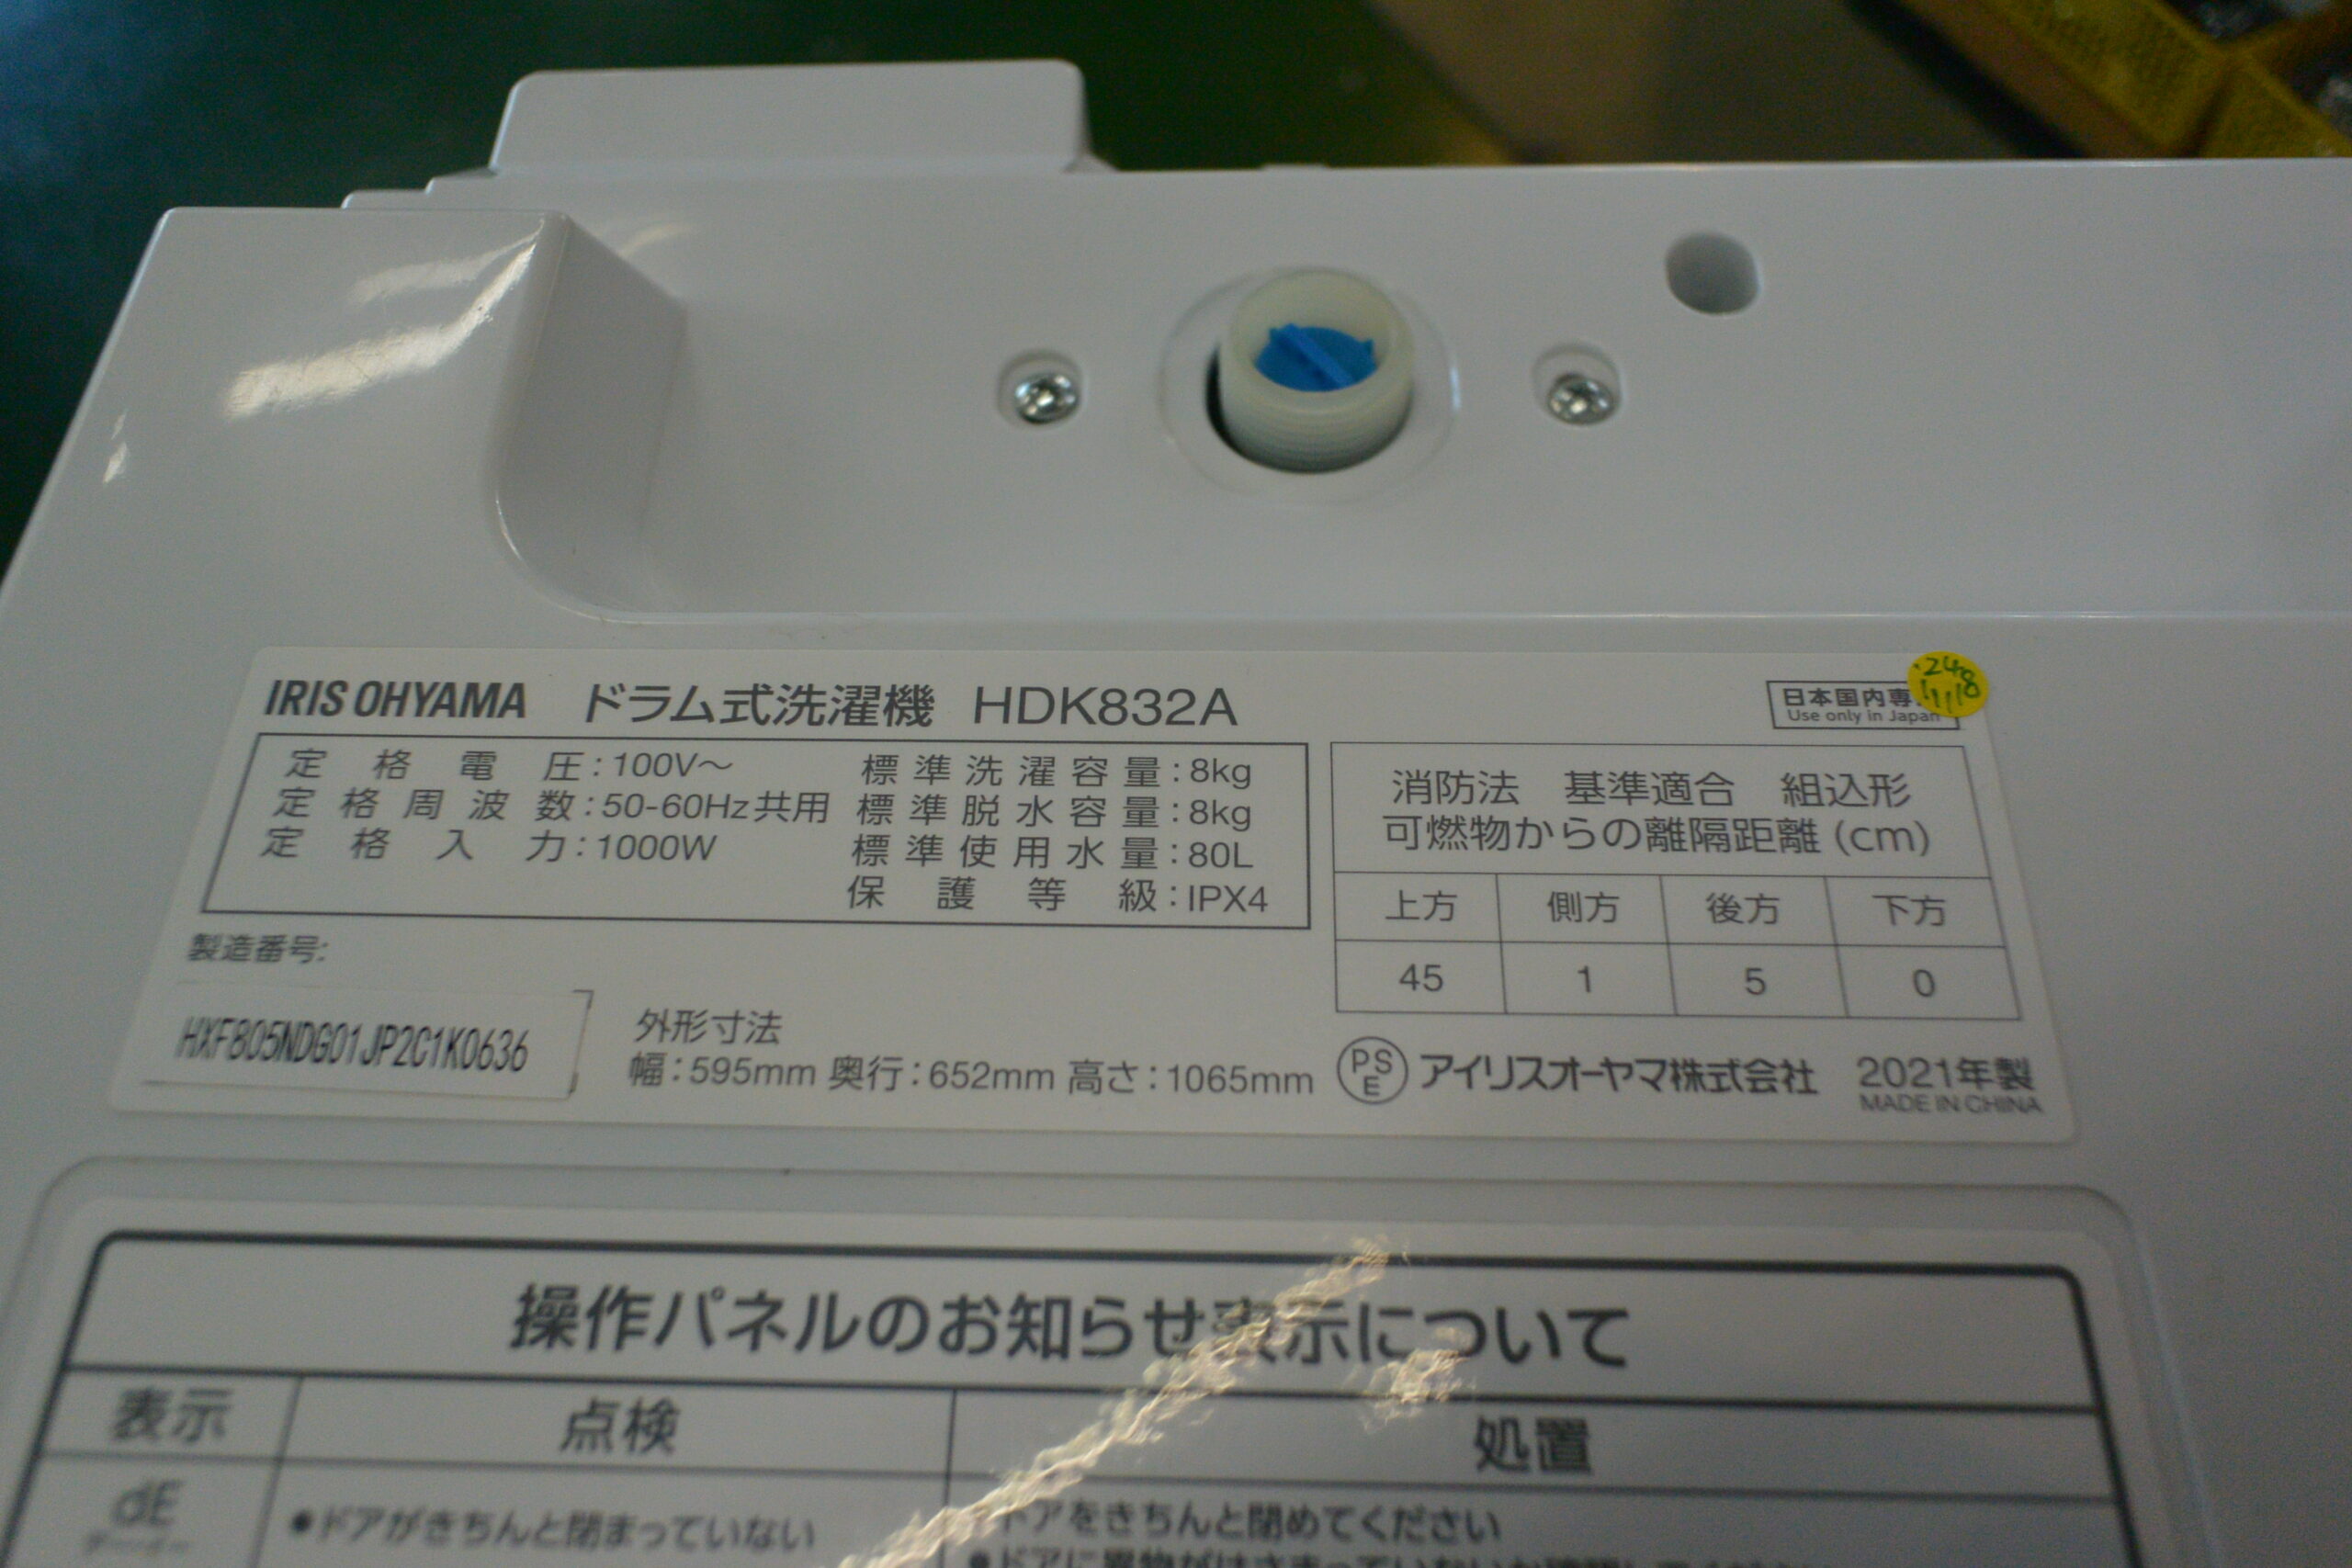 IRIS OHYAMA ドラム式洗濯機 HDK832A
日本国内専
Use only in Japan
定格電圧:100V～
定格周波数:50-60Hz共用
定格入力:1000W
標準洗濯容量:8kg
標準脱水容量:8kg
標準使用水量:80L
保護等級:IPX4
消防法 基準適合 組込形
可燃物からの離隔距離(cm)
上方 側方 後方 下方
45 1 5 0
製造番号:
HXF805NDG01JP2C1K0636
外形寸法
幅:595mm 奥行:652mm 高さ:1065mm
PSE アイリスオーヤマ株式会社 2021年製
MADE IN CHINA
操作パネルのお知らせ表示について
表示 点検 処置
dE
●ドアがきちんと閉まっていない
ドアをきちんと閉めてください